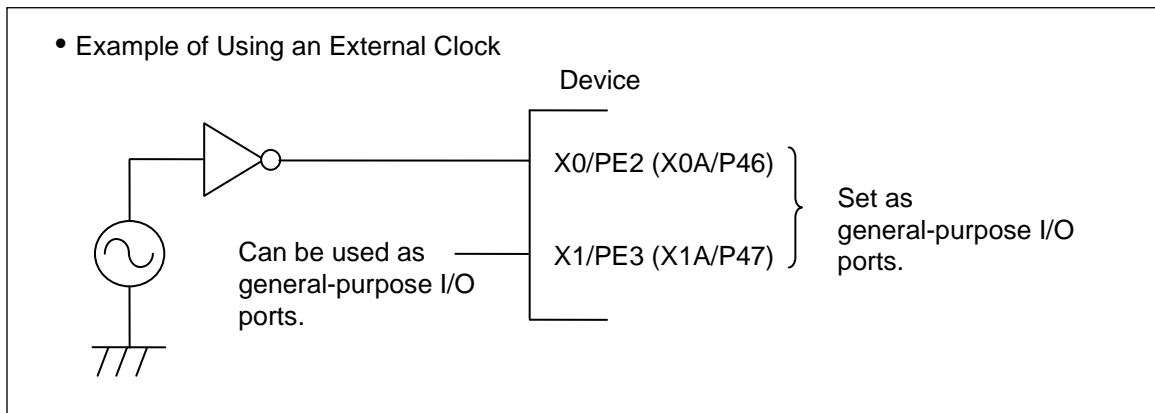 • Example of Using an External Clock
Device
X0/PE2 (X0A/P46)
Set as
general-purpose I/O
ports.
Can be used as
general-purpose I/O
ports.
X1/PE3 (X1A/P47)